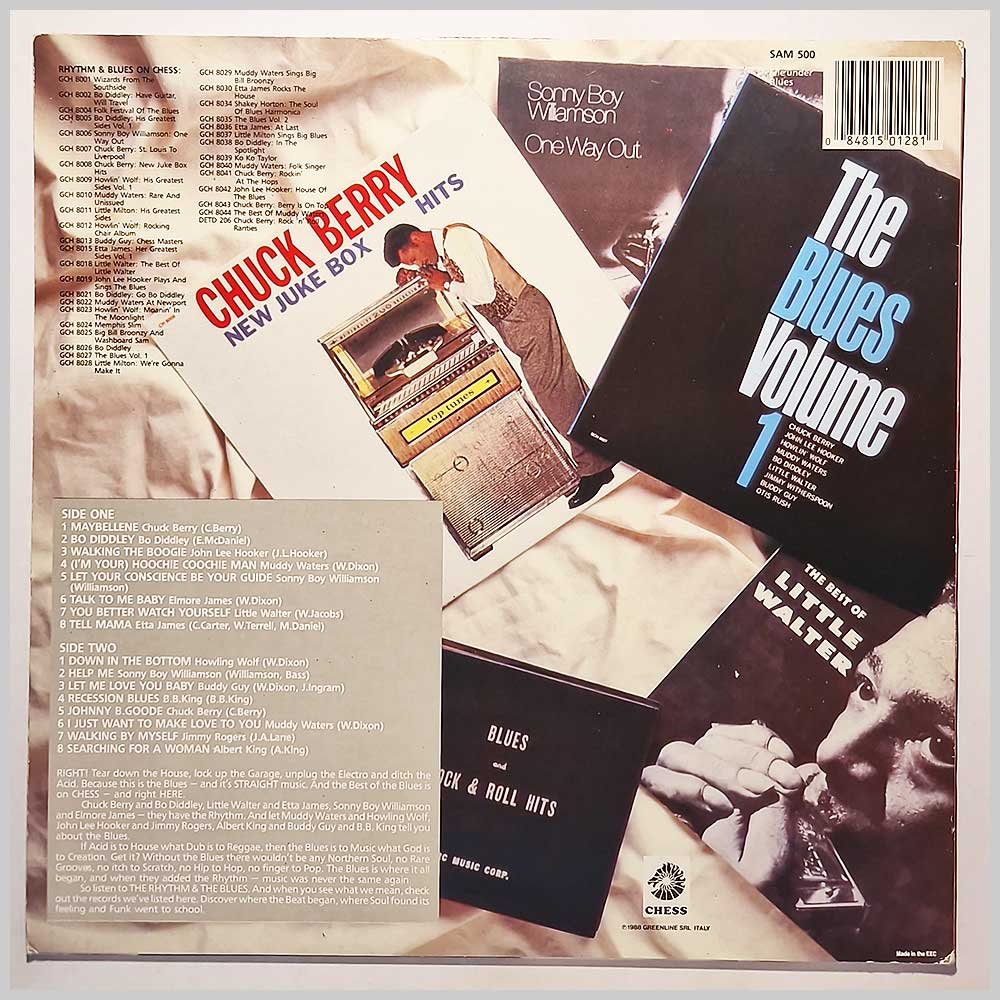 RHYTHM & BLUES ON CHESS:
GCH 8001 Wizards From The
Southside
GCH 8002 Bo Diddley: Have Guitar,
Will Travel
GCH 8004 Folk Festival Of The Blues
GCH 8005 Bo Diddley: His Greatest
Sides Vol. 1
GCH 8006 Sonny Boy Williamson: One
Way Out
GCH 8007 Chuck Berry: St. Louis To
Liverpool
GCH 8008 Chuck Berry: New Juke Box
Hits
GCH 8009 Howlin' Wolf: His Greatest
Sides Vol. 1
GCH 8010 Muddy Waters: Rare And
Unissued
GCH 8011 Little Milton: His Greatest
Sides
GCH 8012 Howlin' Wolf: Rocking
Chair Album
GCH 8013 Buddy Guy: Chess Masters
GCH 8015 Etta James: Her Greatest
Sides Vol. 1
GCH 8018 Little Walter: The Best Of
Little Walter
GCH 8019 John Lee Hooker Plays And
Sings The Blues
GCH 8021 Bo Diddley: Go Bo Diddley
GCH 8022 Muddy Waters At Newport
GCH 8023 Howlin' Wolf: Moanin' In
The Moonlight
GCH 8024 Memphis Slim
GCH 8025 Big Bill Broonzy And
Washboard Sam
GCH 8026 Bo Diddley
GCH 8027 The Blues Vol. 1
GCH 8028 Little Milton: We're Gonna
Make It
GCH 8029 Muddy Waters Sings Big
Bill Broonzy
GCH 8030 Etta James Rocks The
House
GCH 8034 Shakey Horton: The Soul
Of Blues Harmonica
GCH 8035 The Blues Vol. 2
GCH 8036 Etta James: At Last
GCH 8037 Little Milton Sings Big Blues
GCH 8038 Bo Diddley: In The
Spotlight
GCH 8039 Ko Ko Taylor
GCH 8040 Muddy Waters: Folk Singer
GCH 8041 Chuck Berry: Rockin'
At The Hops
GCH 8042 John Lee Hooker: House Of
The Blues
GCH 8043 Chuck Berry: Berry Is On Top
GCH 8044 The Best Of Muddy Waters
DETD 206 Chuck Berry: Rock 'n' Roll
Rarities
SAM 500
0 84815 01281
Sonny Boy
Williamson
One Way Out.
CHUCK BERRY
NEW JUKE BOX HITS
top tunes
The
Blues
Volume
1
CHUCK BERRY
JOHN LEE HOOKER
HOWLIN' WOLF
MUDDY WATERS
BO DIDDLEY
LITTLE WALTER
JIMMY WITHERSPOON
BUDDY GUY
OTIS RUSH
THE BEST OF
LITTLE
WALTER
SIDE ONE
1 MAYBELLENE Chuck Berry (C.Berry)
2 BO DIDDLEY Bo Diddley (E.McDaniel)
3 WALKING THE BOOGIE John Lee Hooker (J.L.Hooker)
4 (I'M YOUR) HOOCHIE COOCHIE MAN Muddy Waters (W.Dixon)
5 LET YOUR CONSCIENCE BE YOUR GUIDE Sonny Boy Williamson
(Williamson)
6 TALK TO ME BABY Elmore James (W.Dixon)
7 YOU BETTER WATCH YOURSELF Little Walter (W.Jacobs)
8 TELL MAMA Etta James (C.Carter, W.Terrell, M.Daniel)
SIDE TWO
1 DOWN IN THE BOTTOM Howling Wolf (W.Dixon)
2 HELP ME Sonny Boy Williamson (Williamson, Bass)
3 LET ME LOVE YOU BABY Buddy Guy (W.Dixon, J.Ingram)
4 RECESSION BLUES B.B.King (B.B.King)
5 JOHNNY B.GOODE Chuck Berry (C.Berry)
6 I JUST WANT TO MAKE LOVE TO YOU Muddy Waters (W.Dixon)
7 WALKING BY MYSELF Jimmy Rogers (J.A.Lane)
8 SEARCHING FOR A WOMAN Albert King (A.King)
RIGHT! Tear down the House, lock up the Garage, unplug the Electro and ditch the
Acid. Because this is the Blues — and it's STRAIGHT music. And the Best of the Blues is
on CHESS — and right HERE.
Chuck Berry and Bo Diddley, Little Walter and Etta James, Sonny Boy Williamson
and Elmore James — they have the Rhythm. And let Muddy Waters and Howling Wolf,
John Lee Hooker and Jimmy Rogers, Albert King and Buddy Guy and B.B. King tell you
about the Blues.
If Acid is to House what Dub is to Reggae, then the Blues is to Music what God is
to Creation. Get it? Without the Blues there wouldn't be any Northern Soul, no Rare
Grooves, no itch to Scratch, no Hip to Hop, no finger to Pop. The Blues is where it all
began, and when they added the Rhythm — music was never the same again.
So listen to THE RHYTHM & THE BLUES. And when you see what we mean, check
out the records we've listed here. Discover where the Beat began, where Soul found its
feeling and Funk went to school.
BLUES
and
OCK & ROLL HITS
RC MUSIC CORP.
CHESS
℗1988 GREENLINE SRL ITALY
Made in the EEC